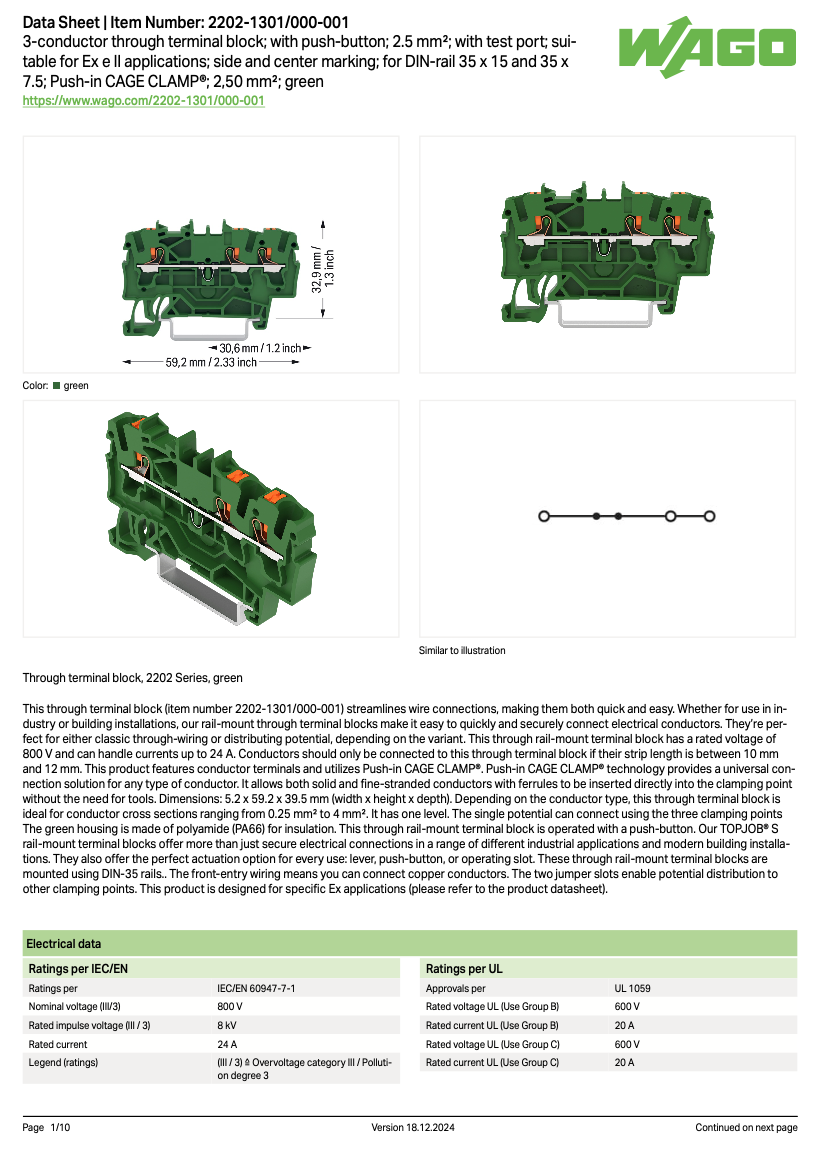 Data Sheet | Item Number: 2202-1301/000-001
3-conductor through terminal block; with push-button; 2.5 mm²; with test port; sui-
table for Ex e II applications; side and center marking; for DIN-rail 35 x 15 and 35 x
7.5; Push-in CAGE CLAMP®; 2,50 mm²; green
https://www.wago.com/2202-1301/000-001
WAGO
32,9 mm /
1.3 inch
30,6 mm / 1.2 inch
59,2 mm / 2.33 inch
Color: green
Similar to illustration
Through terminal block, 2202 Series, green
This through terminal block (item number 2202-1301/000-001) streamlines wire connections, making them both quick and easy. Whether for use in in-
dustry or building installations, our rail-mount through terminal blocks make it easy to quickly and securely connect electrical conductors. They're per-
fect for either classic through-wiring or distributing potential, depending on the variant. This through rail-mount terminal block has a rated voltage of
800 V and can handle currents up to 24 A. Conductors should only be connected to this through terminal block if their strip length is between 10 mm
and 12 mm. This product features conductor terminals and utilizes Push-in CAGE CLAMP®. Push-in CAGE CLAMP® technology provides a universal con-
nection solution for any type of conductor. It allows both solid and fine-stranded conductors with ferrules to be inserted directly into the clamping point
without the need for tools. Dimensions: 5.2 x 59.2 x 39.5 mm (width x height x depth). Depending on the conductor type, this through terminal block is
ideal for conductor cross sections ranging from 0.25 mm² to 4 mm². It has one level. The single potential can connect using the three clamping points
The green housing is made of polyamide (PA66) for insulation. This through rail-mount terminal block is operated with a push-button. Our TOPJOB® S
rail-mount terminal blocks offer more than just secure electrical connections in a range of different industrial applications and modern building installa-
tions. They also offer the perfect actuation option for every use: lever, push-button, or operating slot. These through rail-mount terminal blocks are
mounted using DIN-35 rails.. The front-entry wiring means you can connect copper conductors. The two jumper slots enable potential distribution to
other clamping points. This product is designed for specific Ex applications (please refer to the product datasheet).
Electrical data
Ratings per IEC/EN
Ratings per IEC/EN 60947-7-1
Nominal voltage (III/3) 800 V
Rated impulse voltage (III / 3) 8 kV
Rated current 24 A
Legend (ratings) (III / 3) ≙ Overvoltage category III / Polluti-
on degree 3
Ratings per UL
Approvals per UL 1059
Rated voltage UL (Use Group B) 600 V
Rated current UL (Use Group B) 20 A
Rated voltage UL (Use Group C) 600 V
Rated current UL (Use Group C) 20 A
Page 1/10 Version 18.12.2024 Continued on next page